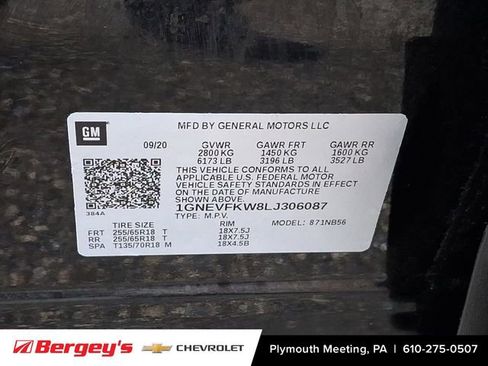 GM
MFD BY GENERAL MOTORS LLC
09/20 GVWR GAWR FRT GAWR RR
2800 KG 1450 KG 1600 KG
6173 LB 3196 LB 3527 LB
THIS VEHICLE CONFORMS TO ALL
APPLICABLE U.S. FEDERAL MOTOR
VEHICLE SAFETY AND THEFT
PREVENTION STANDARDS IN EFFECT
ON THE DATE OF MANUFACTURE
SHOWN ABOVE.
1GNEVFKW8LJ306087
384A
TYPE: M.P.V. MODEL: 871NB56
TIRE SIZE RIM
FRT 255/65R18 T 18X7.5J
RR 255/65R18 T 18X7.5J
SPA T135/70R18 M 18X4.5B
Bergey's CHEVROLET Plymouth Meeting, PA | 610-275-0507